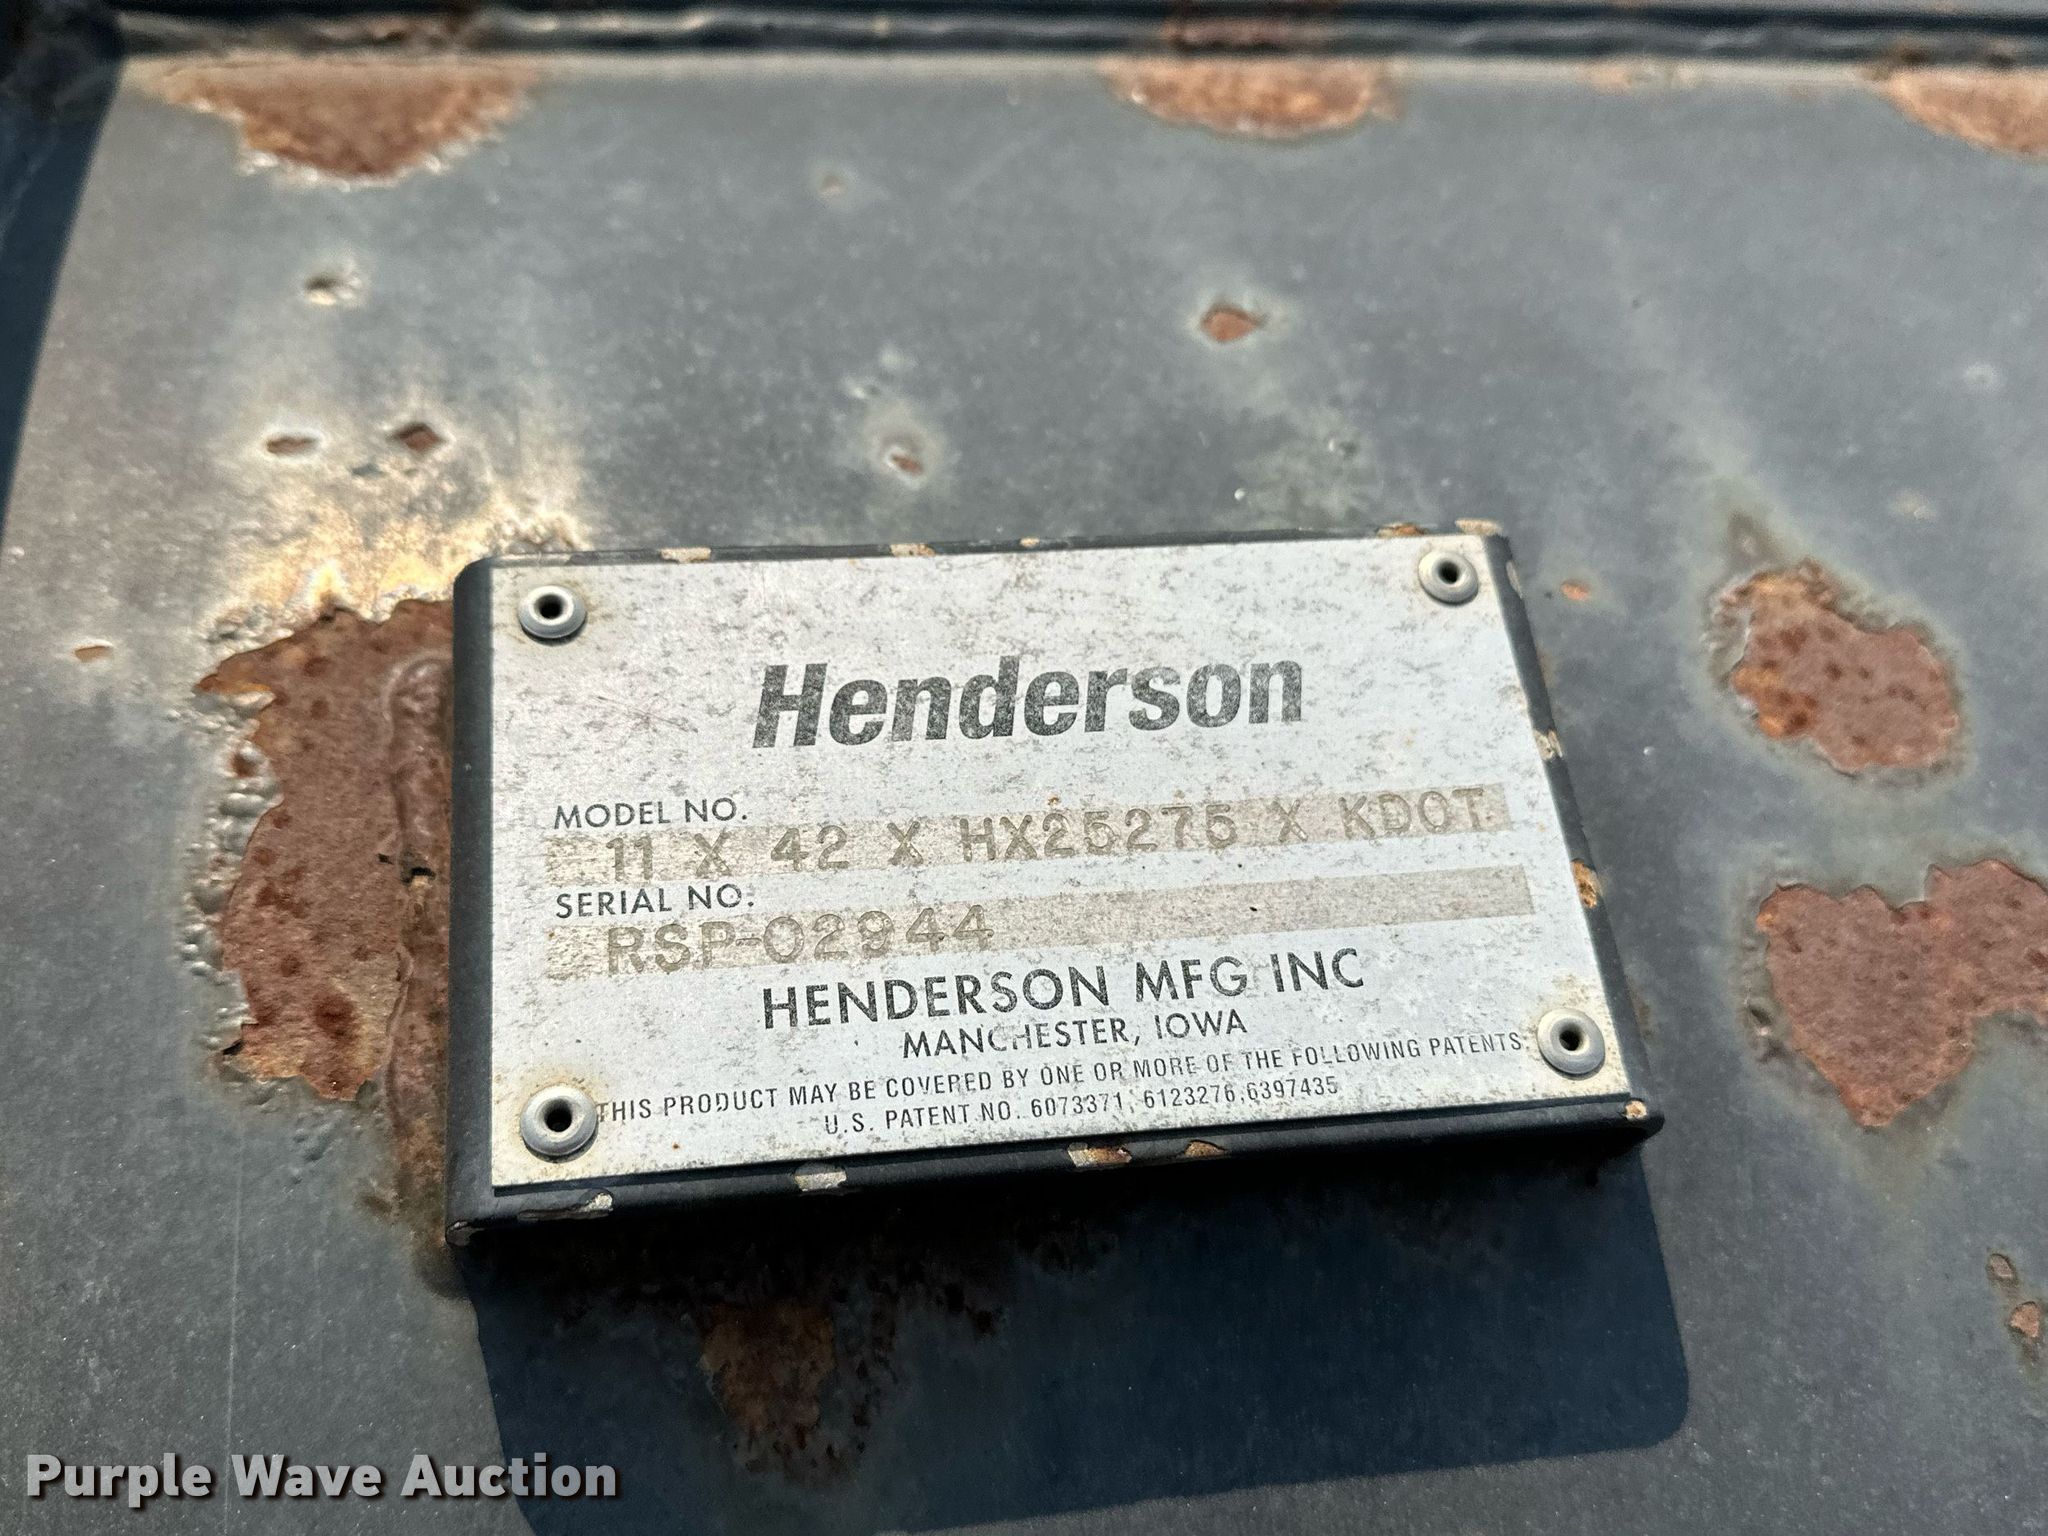 Henderson
MODEL NO.
11 X 42 X HX25275 X KDOT
SERIAL NO:
RSP-02944
HENDERSON MFG INC
MANCHESTER, IOWA
THIS PRODUCT MAY BE COVERED BY ONE OR MORE OF THE FOLLOWING PATENTS:
U.S. PATENT NO. 6073371, 6123276,6397435
Purple Wave Auction